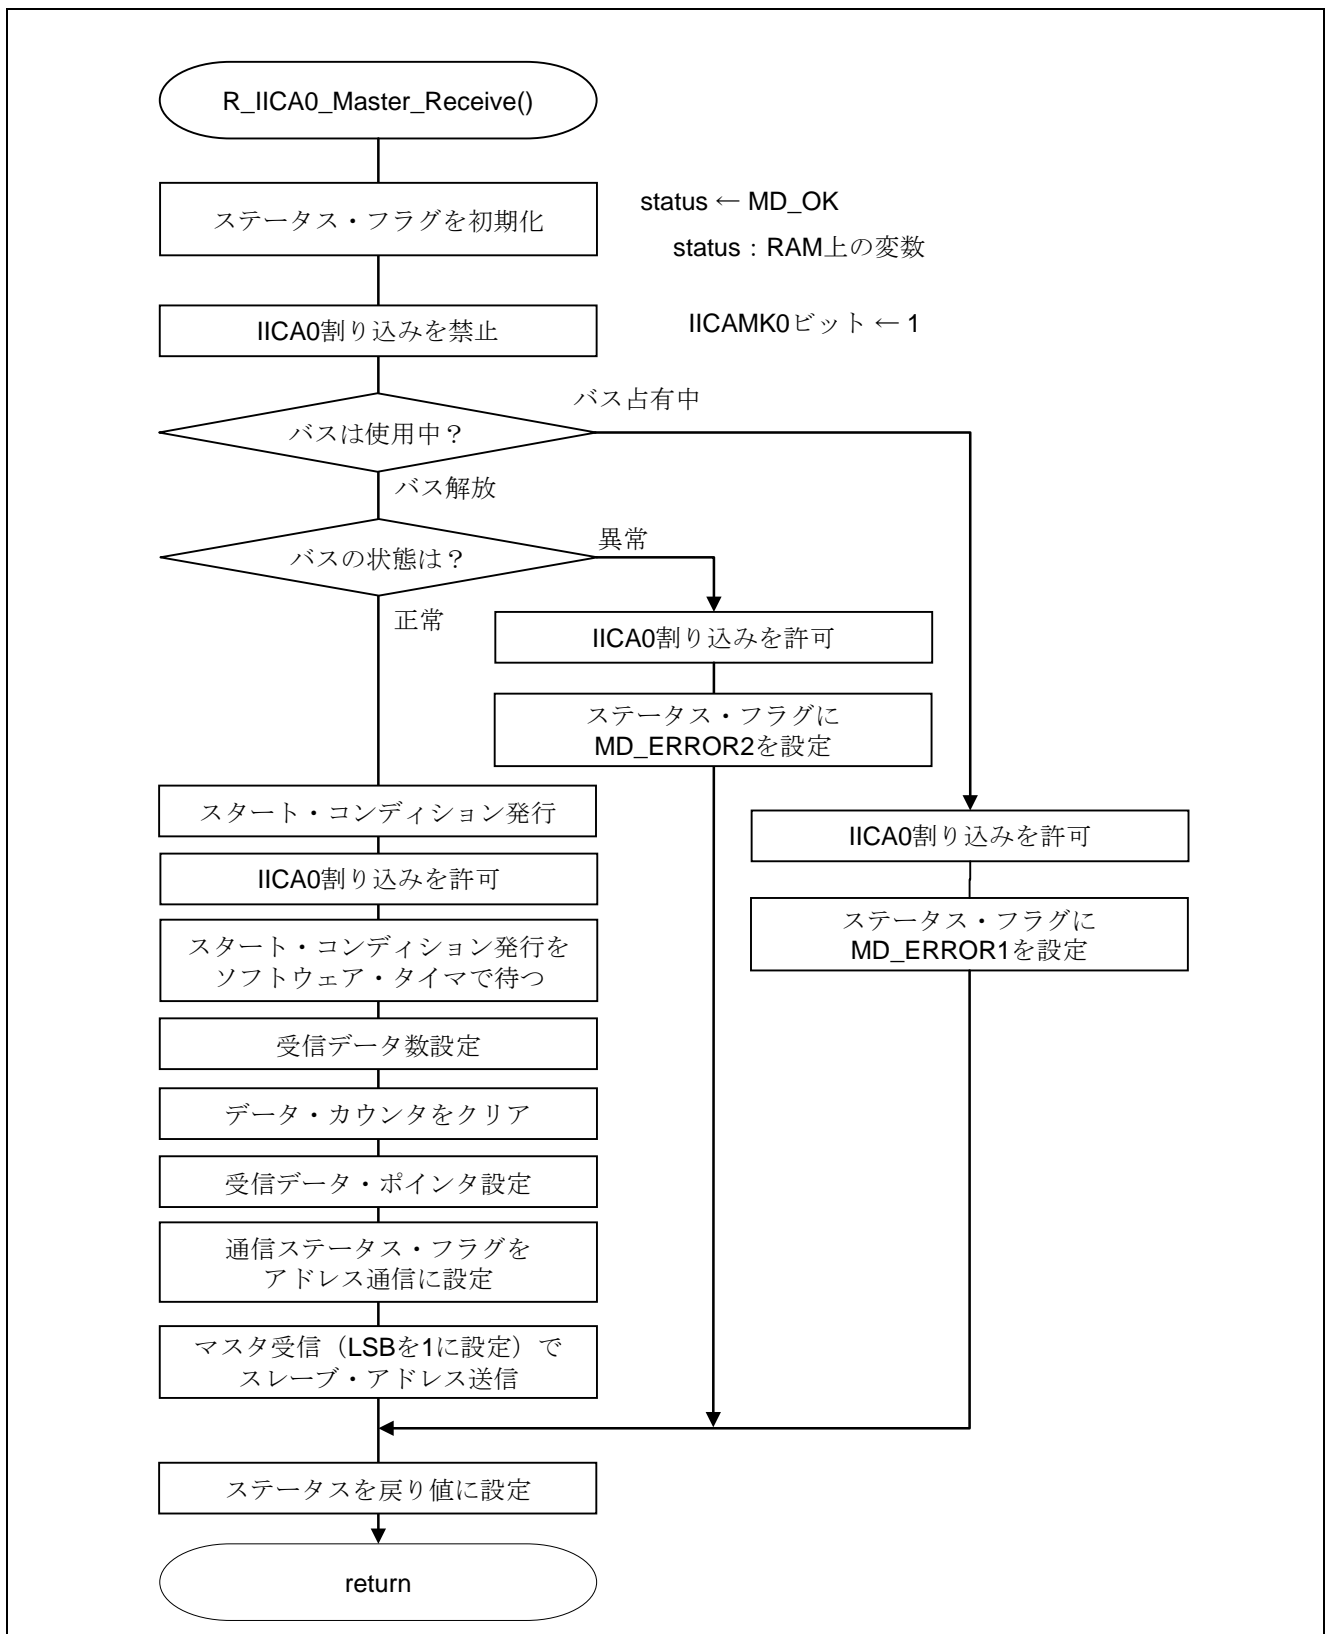 R_IICA0_Master_Receive()
ステータス・フラグを初期化
status ← MD_OK
status：RAM上の変数
IICA0割り込みを禁止
IICAMK0ビット ← 1
バス占有中
バスは使用中？
バス解放
異常
バスの状態は？
正常
IICA0割り込みを許可
ステータス・フラグに
MD_ERROR2を設定
スタート・コンディション発行
IICA0割り込みを許可
IICA0割り込みを許可
ステータス・フラグに
MD_ERROR1を設定
スタート・コンディション発行を
ソフトウェア・タイマで待つ
受信データ数設定
データ・カウンタをクリア
受信データ・ポインタ設定
通信ステータス・フラグを
アドレス通信に設定
マスタ受信（LSBを1に設定）で
スレーブ・アドレス送信
ステータスを戻り値に設定
return